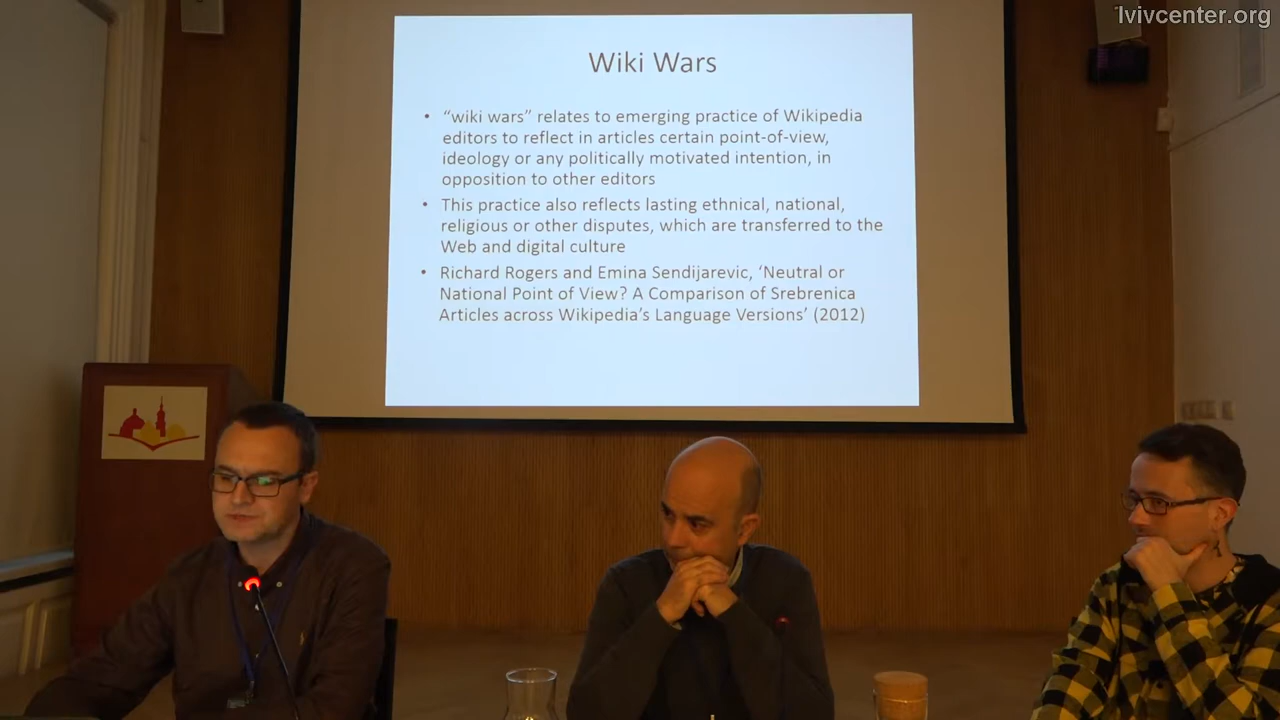 lvivcenter.org
Wiki Wars
• “wiki wars” relates to emerging practice of Wikipedia
editors to reflect in articles certain point-of-view,
ideology or any politically motivated intention, in
opposition to other editors
• This practice also reflects lasting ethnical, national,
religious or other disputes, which are transferred to the
Web and digital culture
• Richard Rogers and Emina Sendijarevic, ‘Neutral or
National Point of View? A Comparison of Srebrenica
Articles across Wikipedia’s Language Versions’ (2012)